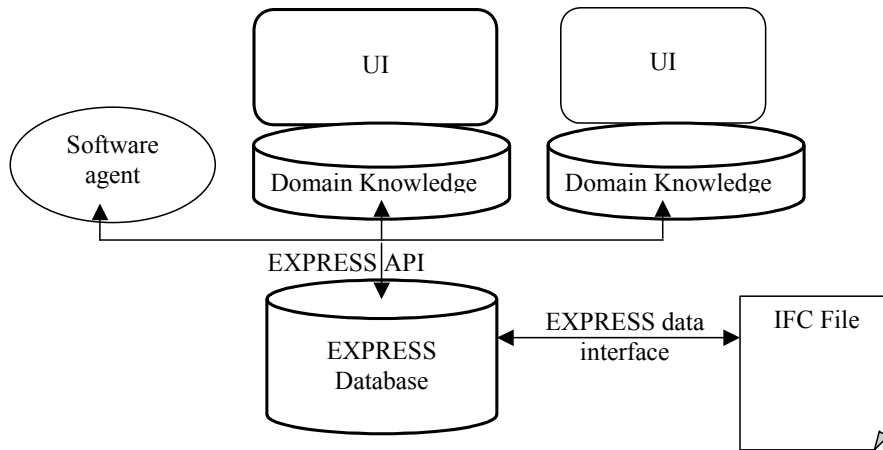 UI
UI
Software
agent
Domain Knowledge
Domain Knowledge
EXPRESS API
EXPRESS data
interface
IFC File
EXPRESS
Database